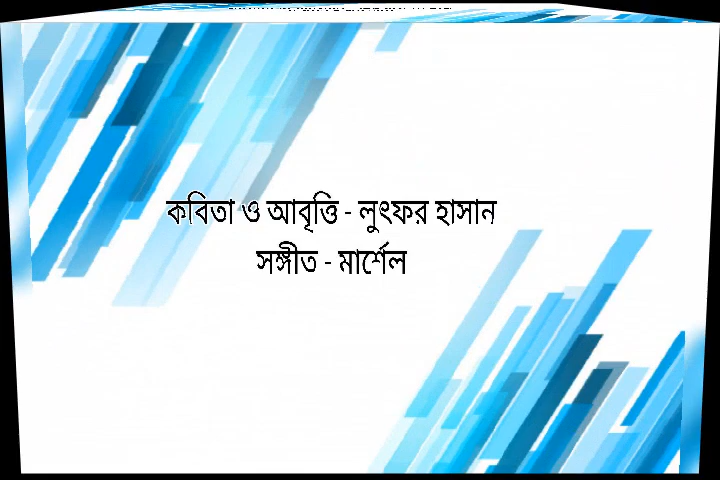 কবিতা ও আবৃত্তি - লুৎফর হাসান
সঙ্গীত - মার্শেল